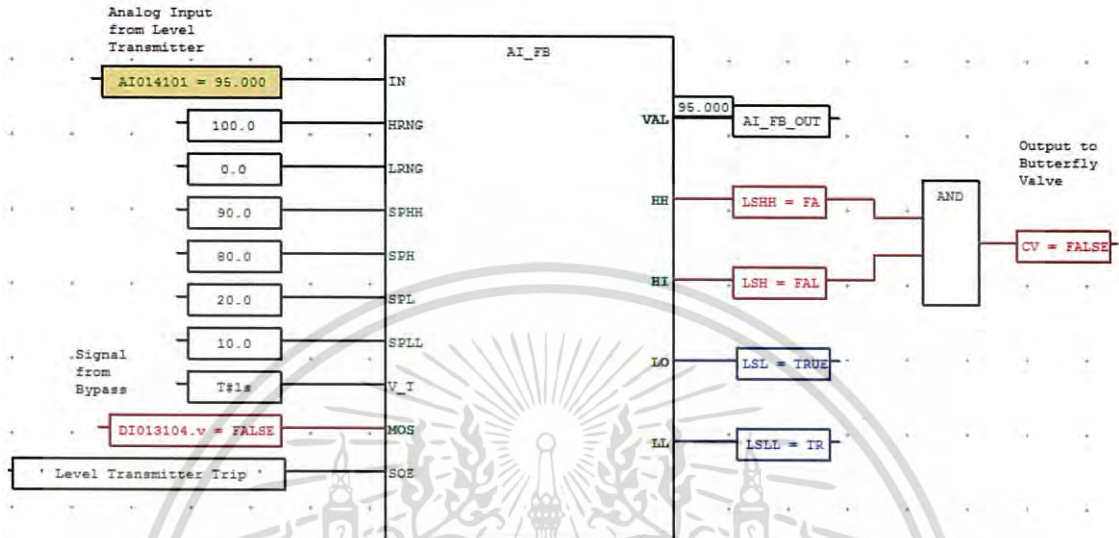 Analog Input
from Level
Transmitter
AI_FB
AI014101 = 95.000
IN
100.0
HRNG
95.000
VAL
AI_FB_OUT
0.0
LRNG
Output to
Butterfly
Valve
90.0
SPHH
HH
LSHH = FA
AND
80.0
SPH
CV = FALSE
20.0
SPL
HI
LSH = FAL
10.0
SPLL
Signal
from
Bypass
LO
LSL = TRUE
T#1s
V_T
DI013104.v = FALSE
MOS
LL
LSLL = TR
' Level Transmitter Trip '
SOE